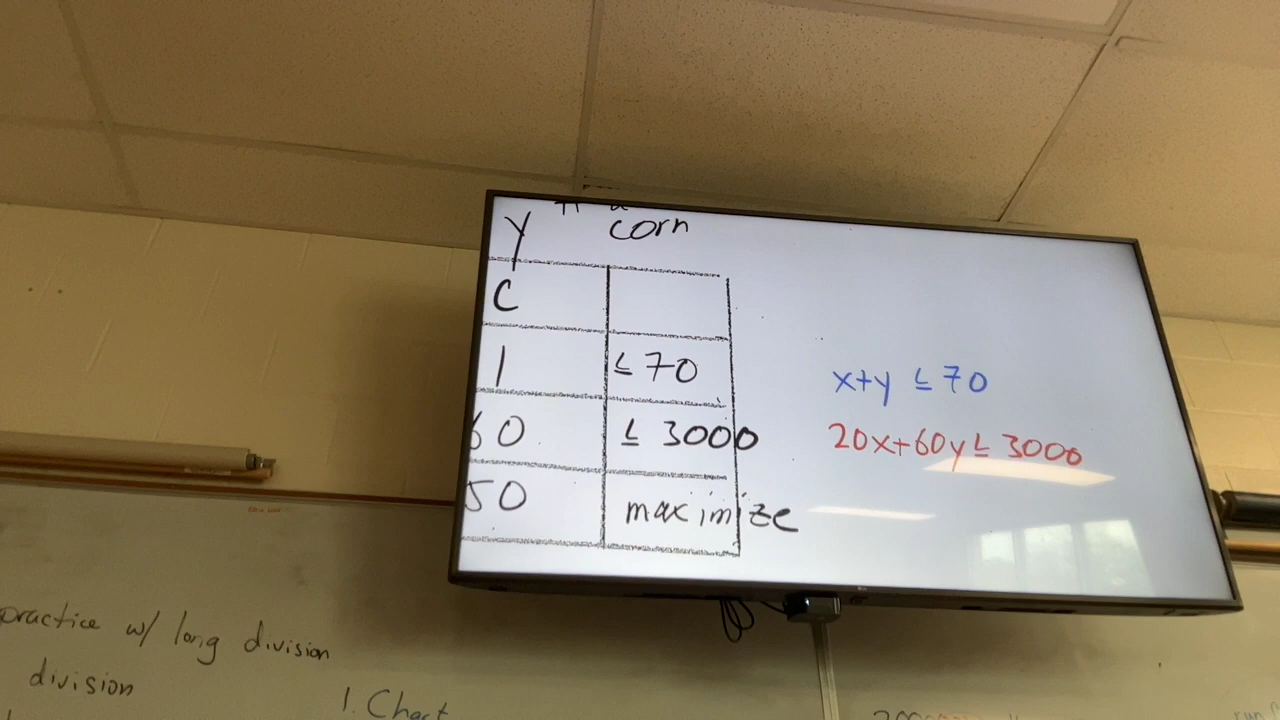 y corn
C
1 ≤ 70
60 ≤ 3000
50 maximize
x+y ≤ 70
20x+60y ≤ 3000
practice w/ long division
division
1. Chart